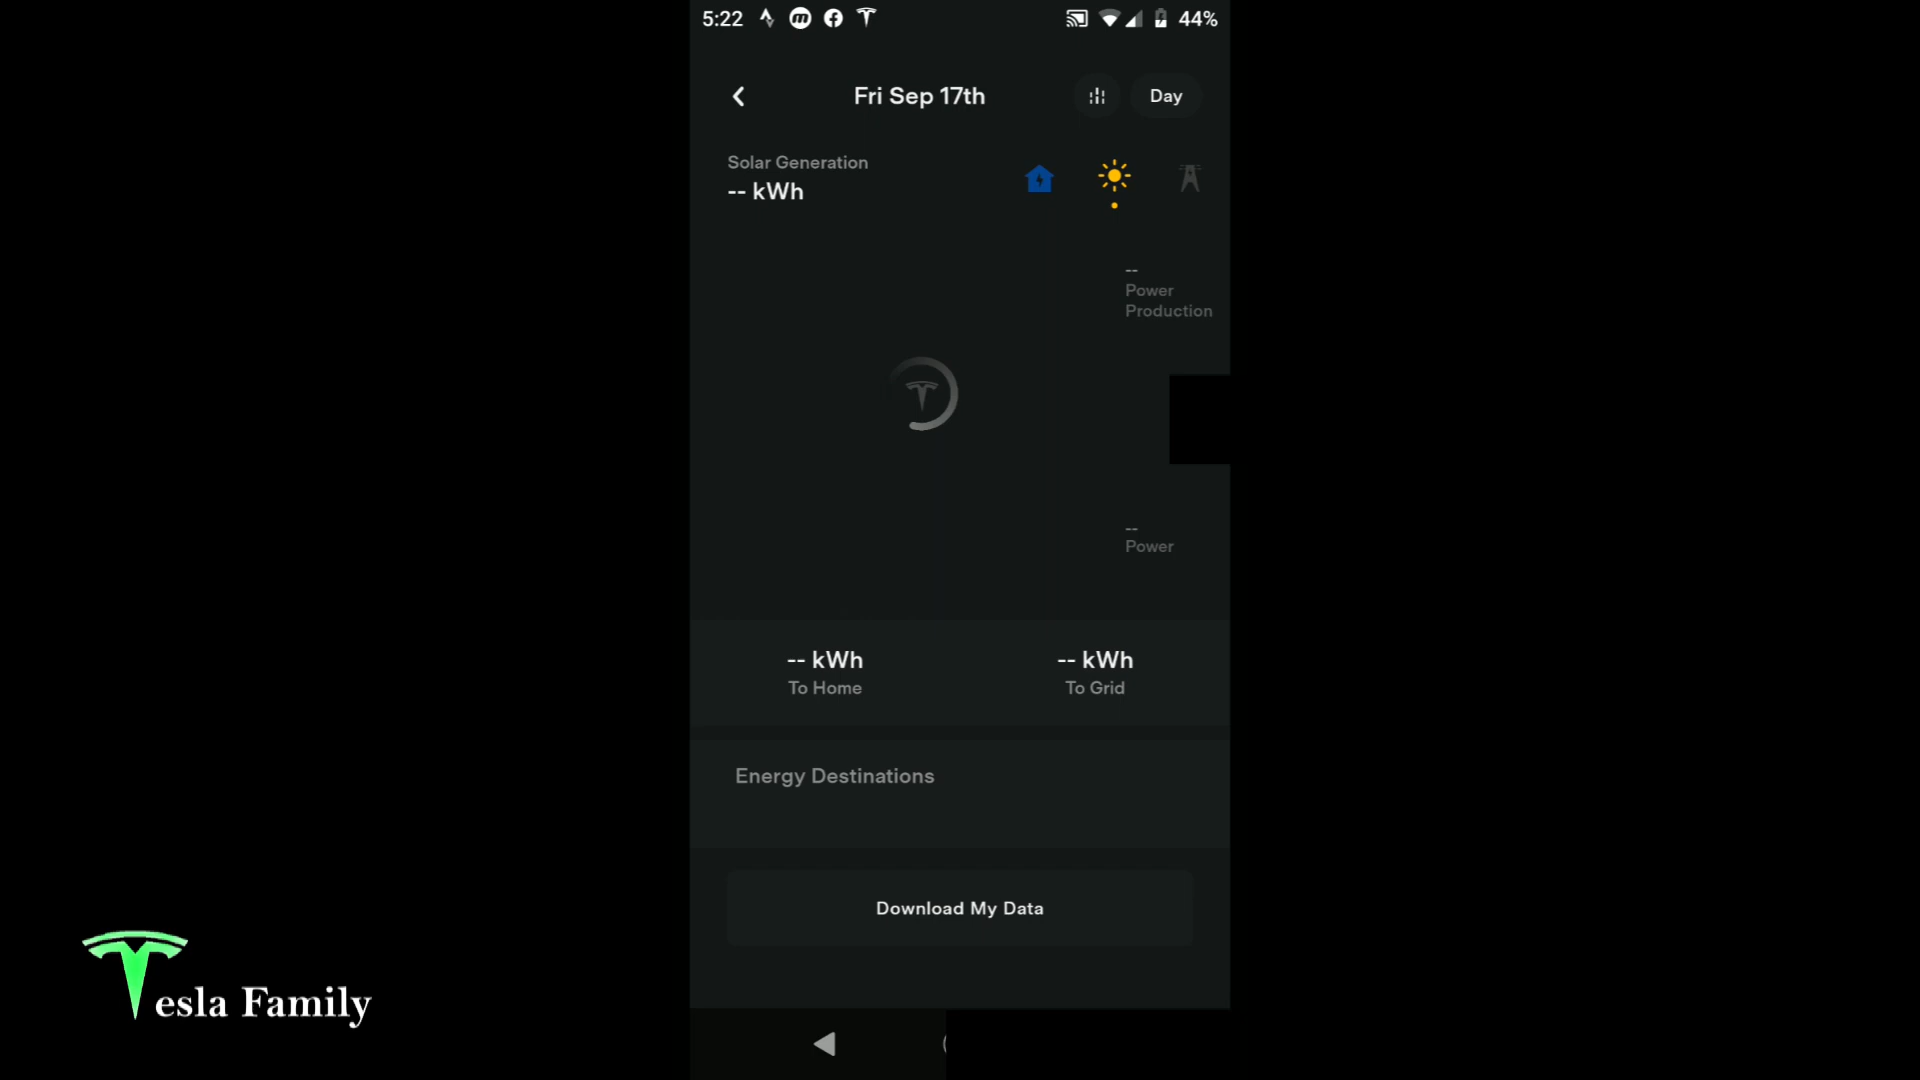 5:22
44%
Fri Sep 17th
Day
Solar Generation
-- kWh
--
Power
Production
--
Power
-- kWh
To Home
-- kWh
To Grid
Energy Destinations
Download My Data
Tesla Family